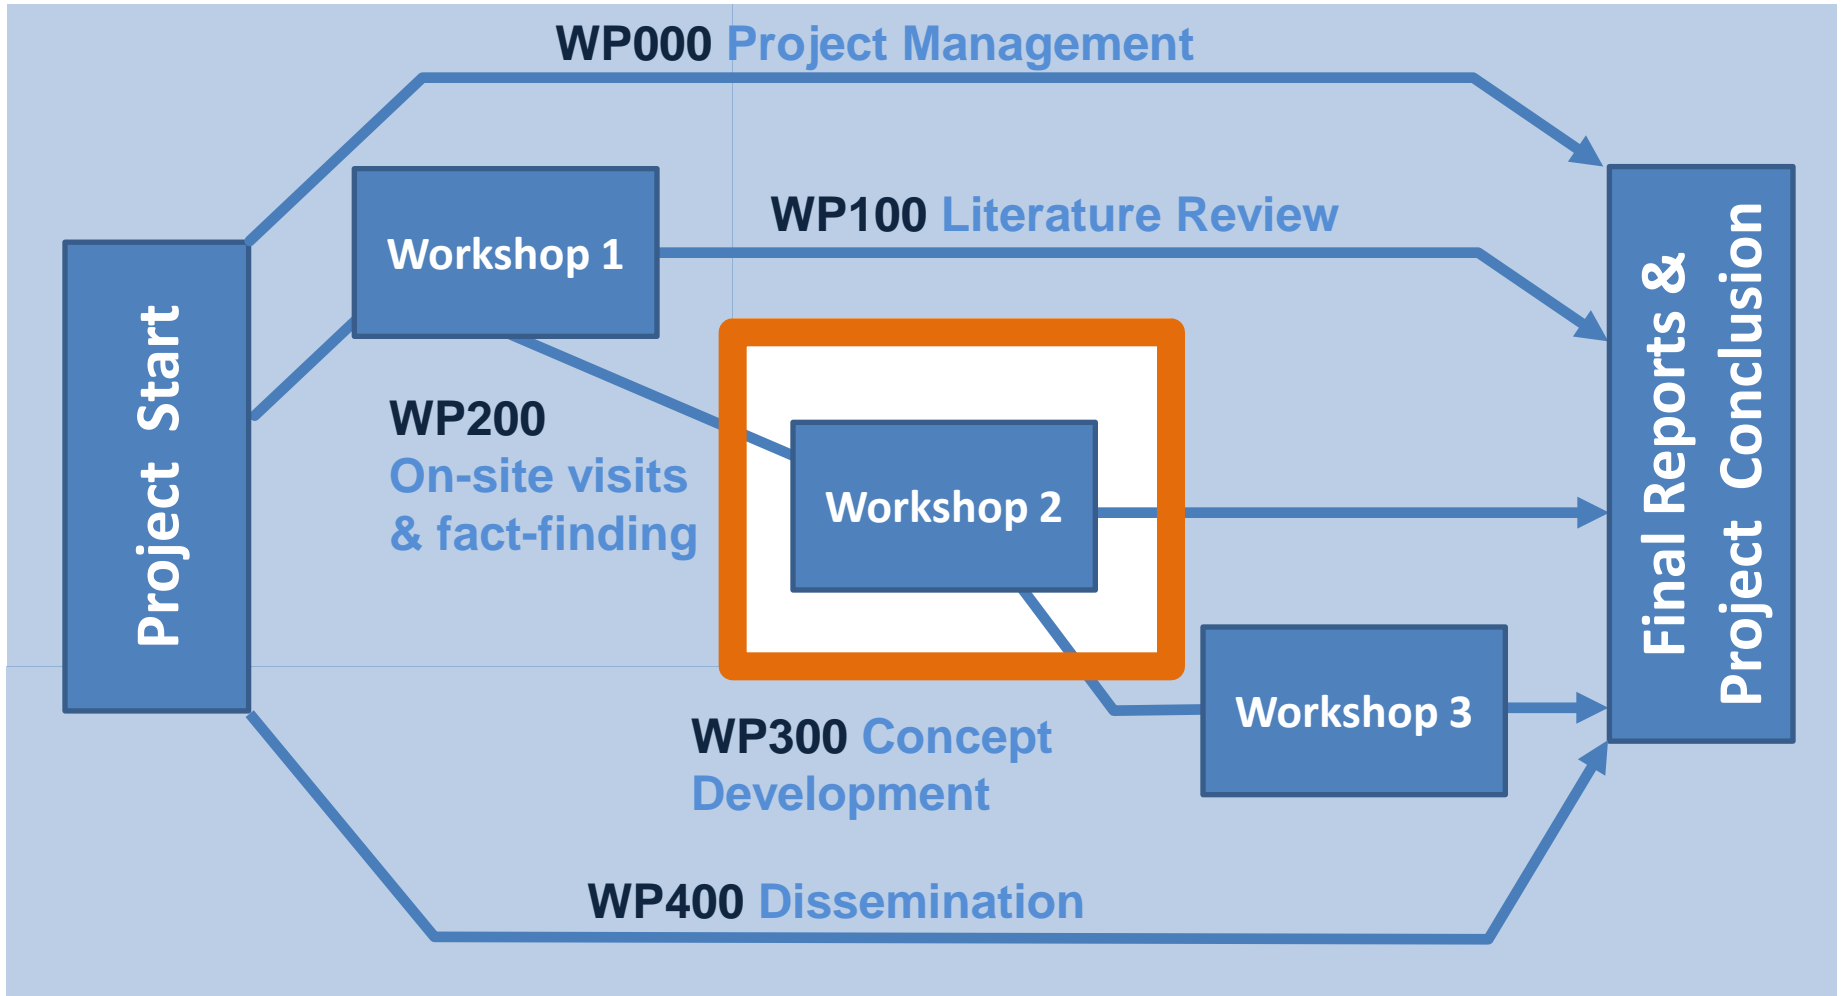 WP000 Project Management
Workshop 1
WP100 Literature Review
Project Start
WP200
On-site visits
& fact-finding
Workshop 2
WP300 Concept
Development
Workshop 3
WP400 Dissemination
Final Reports &
Project Conclusion